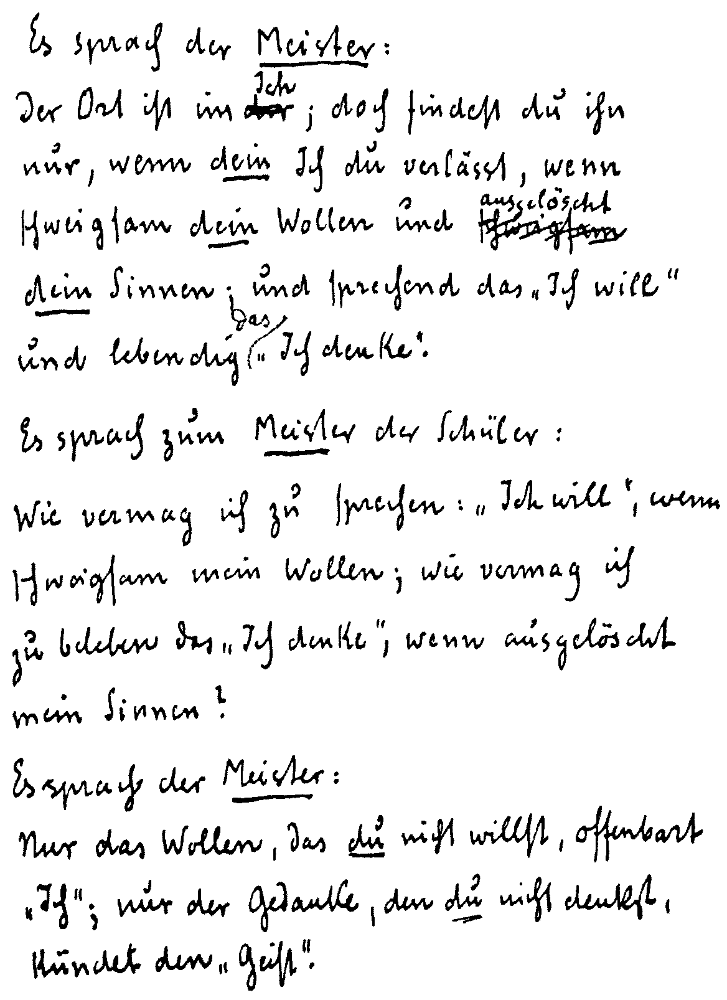 Es sprach der Meister:
Ich
Der Ort ist im der; doch findest du ihn
nur, wenn dein Ich du verlässt, wenn
ausgelöscht
schweigsam dein Wollen und schweigsam
dein Sinnen; und sprechend das „Ich will“
das
und lebendig „Ich denke“.
Es sprach zum Meister der Schüler:
Wie vermag ich zu sprechen: „Ich will“, wenn
schweigsam mein Wollen; wie vermag ich
zu beleben das „Ich denke“, wenn ausgelöscht
mein Sinnen?
Es sprach der Meister:
Nur das Wollen, das du nicht willst, offenbart
„Ich“; nur der Gedanke, den du nicht denkst,
kündet den „Geist“.